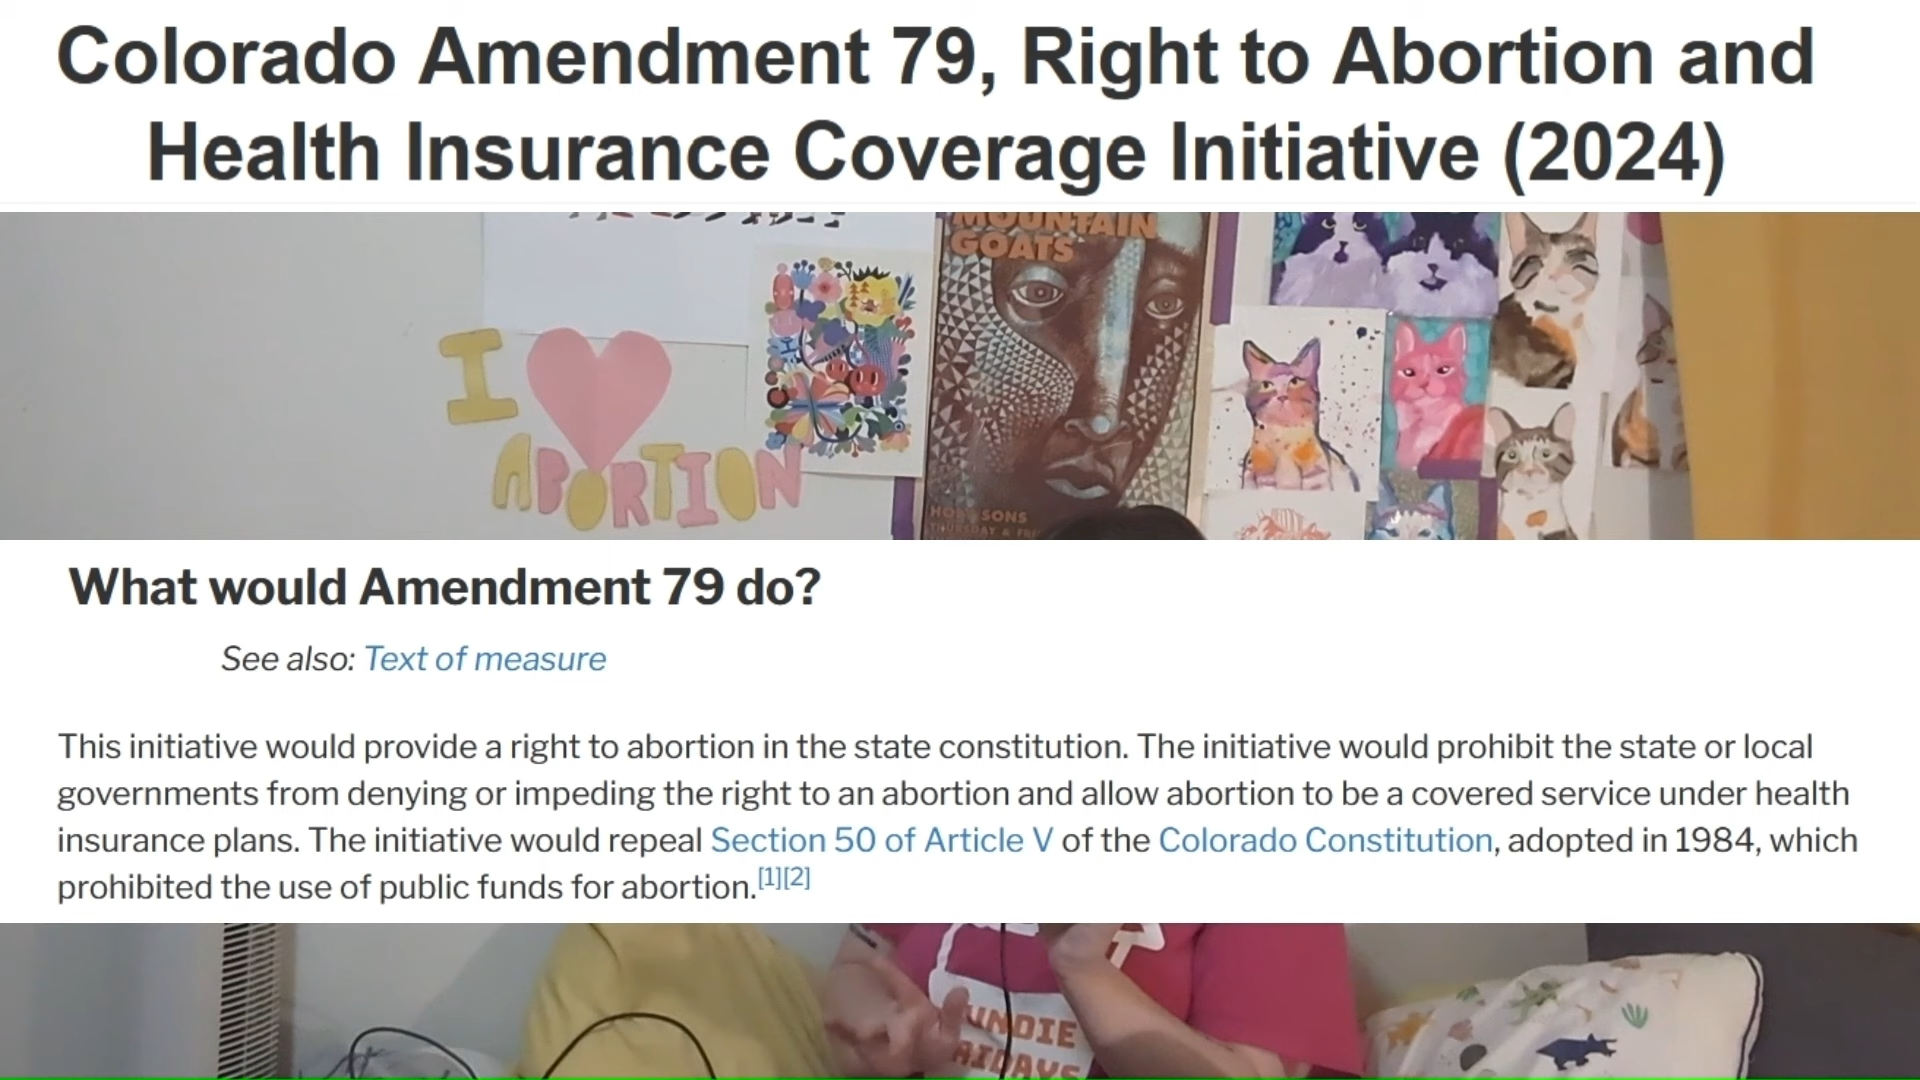 Colorado Amendment 79, Right to Abortion and
Health Insurance Coverage Initiative (2024)
MOUNTAIN
GOATS
I
ABORTION
SONS
What would Amendment 79 do?
See also: Text of measure
This initiative would provide a right to abortion in the state constitution. The initiative would prohibit the state or local
governments from denying or impeding the right to an abortion and allow abortion to be a covered service under health
insurance plans. The initiative would repeal Section 50 of Article V of the Colorado Constitution, adopted in 1984, which
prohibited the use of public funds for abortion.[1][2]